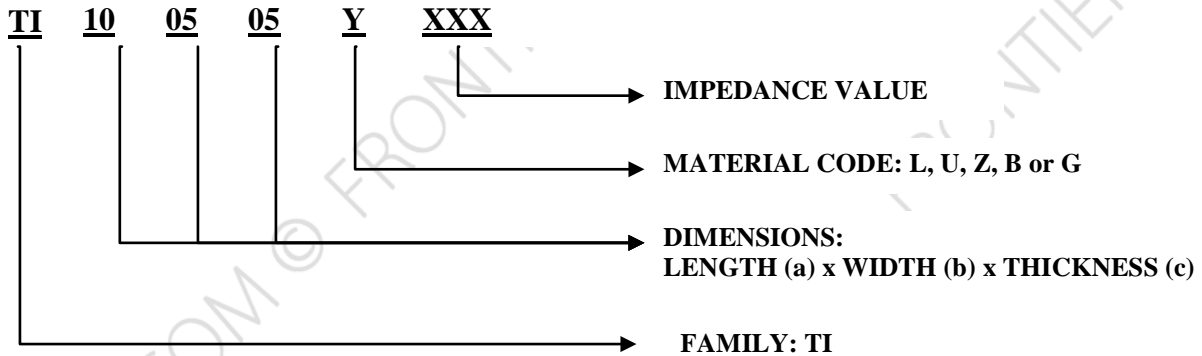 TI 10 05 05 Y XXX
IMPEDANCE VALUE
MATERIAL CODE: L, U, Z, B or G
DIMENSIONS:
LENGTH (a) x WIDTH (b) x THICKNESS (c)
FAMILY: TI